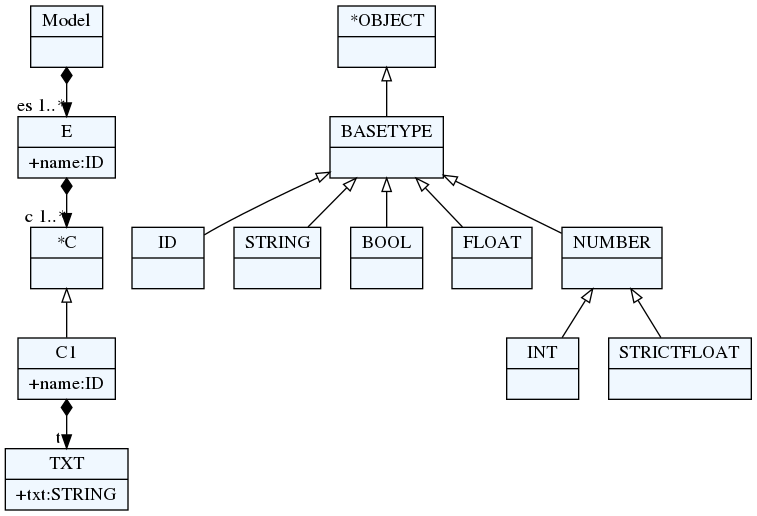 Model
*OBJECT
es 1..*
E
+name:ID
BASETYPE
c 1..*
*C
ID
STRING
BOOL
FLOAT
NUMBER
C1
+name:ID
INT
STRICTFLOAT
t
TXT
+txt:STRING